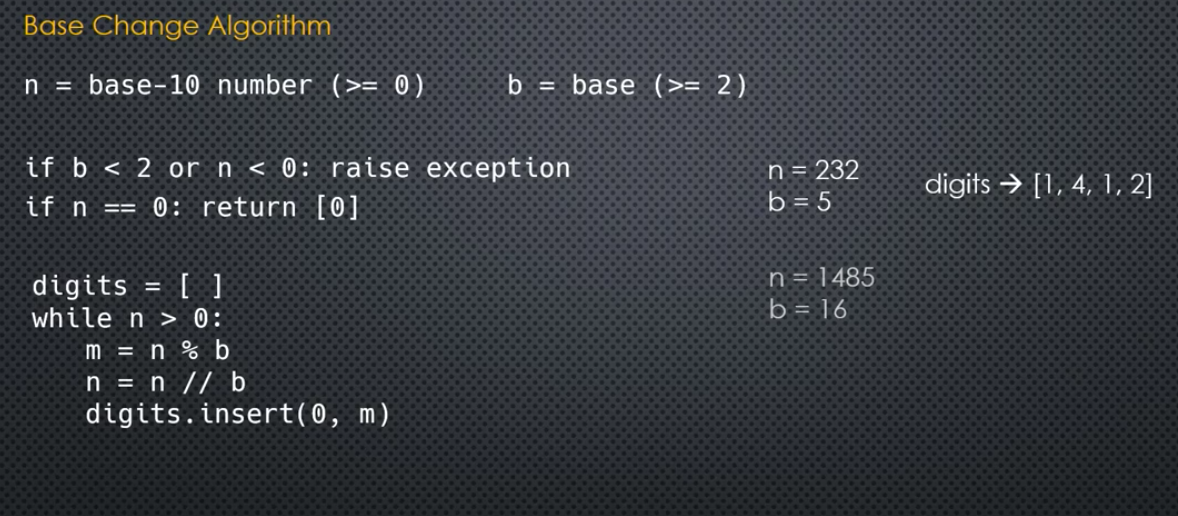 Base Change Algorithm
n = base-10 number (>= 0)     b = base (>= 2)
if b < 2 or n < 0: raise exception
if n == 0: return [0]
digits = [ ]
while n > 0:
    m = n % b
    n = n // b
    digits.insert(0, m)
n = 232
b = 5
digits → [1, 4, 1, 2]
n = 1485
b = 16